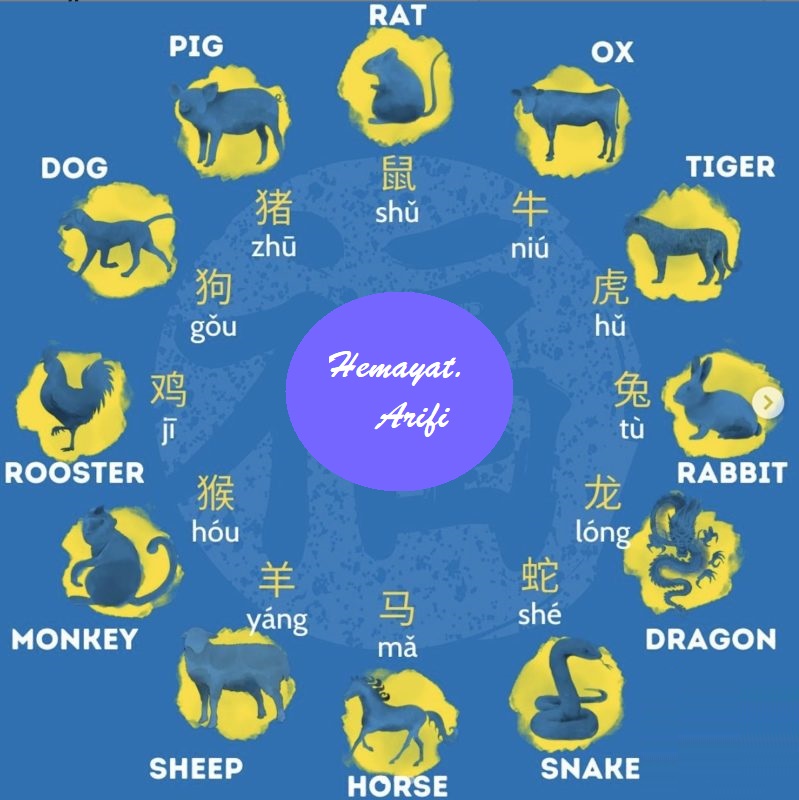 RAT
鼠
shǔ
OX
牛
niú
TIGER
虎
hǔ
RABBIT
兔
tù
DRAGON
龙
lóng
SNAKE
蛇
shé
HORSE
马
mǎ
SHEEP
羊
yáng
MONKEY
猴
hóu
ROOSTER
鸡
jī
DOG
狗
gǒu
PIG
猪
zhū
Hemayat.
Arifi